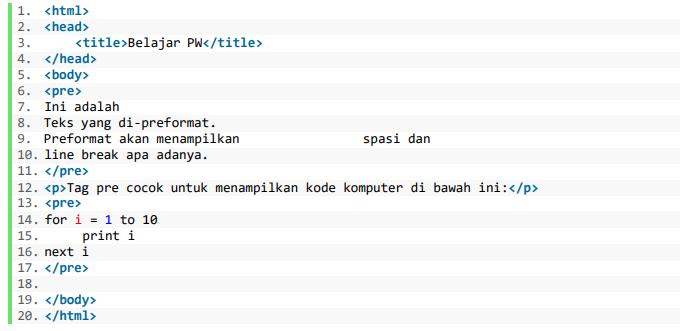 1. <html>
2. <head>
3.     <title>Belajar PW</title>
4. </head>
5. <body>
6. <pre>
7. Ini adalah
8. Teks yang di-preformat.
9. Preformat akan menampilkan                spasi dan
10. line break apa adanya.
11. </pre>
12. <p>Tag pre cocok untuk menampilkan kode komputer di bawah ini:</p>
13. <pre>
14. for i = 1 to 10
15.      print i
16. next i
17. </pre>
18.
19. </body>
20. </html>